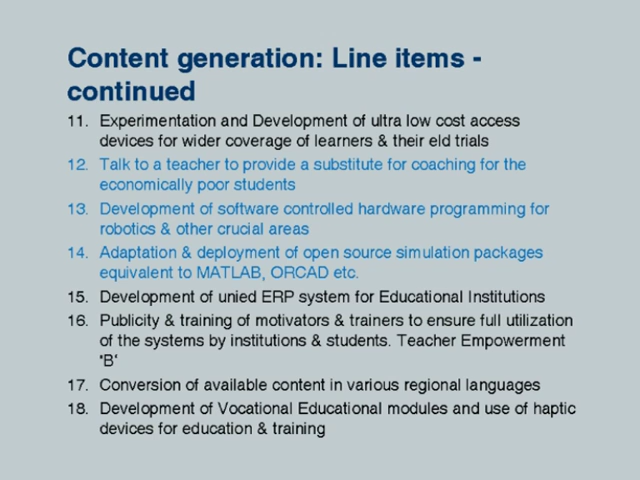 Content generation: Line items -
continued
11. Experimentation and Development of ultra low cost access
devices for wider coverage of learners & their eld trials
12. Talk to a teacher to provide a substitute for coaching for the
economically poor students
13. Development of software controlled hardware programming for
robotics & other crucial areas
14. Adaptation & deployment of open source simulation packages
equivalent to MATLAB, ORCAD etc.
15. Development of unied ERP system for Educational Institutions
16. Publicity & training of motivators & trainers to ensure full utilization
of the systems by institutions & students. Teacher Empowerment
‘B’
17. Conversion of available content in various regional languages
18. Development of Vocational Educational modules and use of haptic
devices for education & training